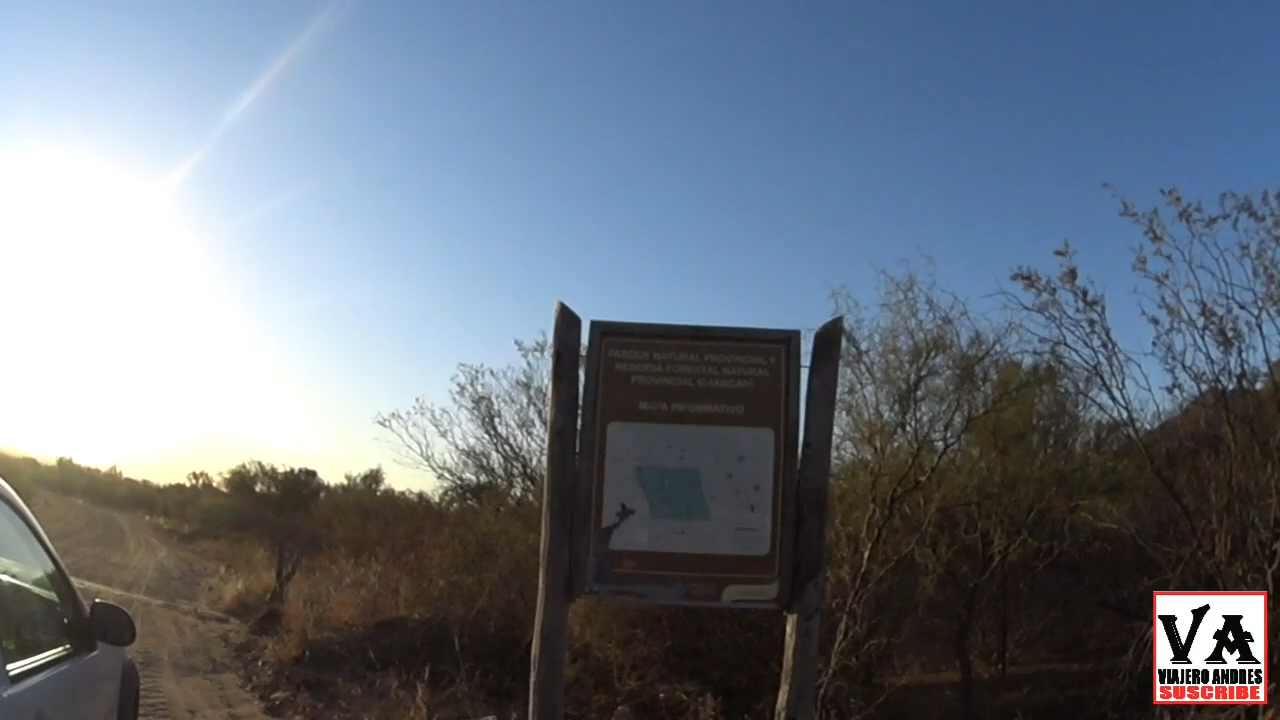 PARQUE NATURAL PROVINCIAL Y
RESERVA FORESTAL NATURAL
PROVINCIAL CHANCANI
MAPA INFORMATIVO
VA
VIAJERO ANDRES
SUSCRIBE